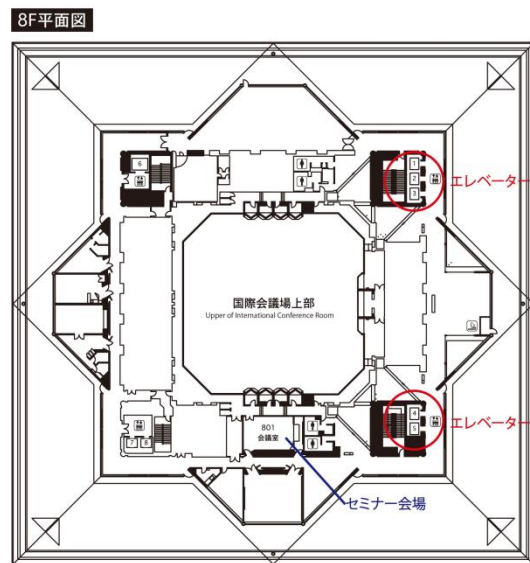 8F平面図
6
1
2
3
エレベーター
国際会議場上部
Upper of International Conference Room
4
5
エレベーター
801
会議室
7
8
セミナー会場